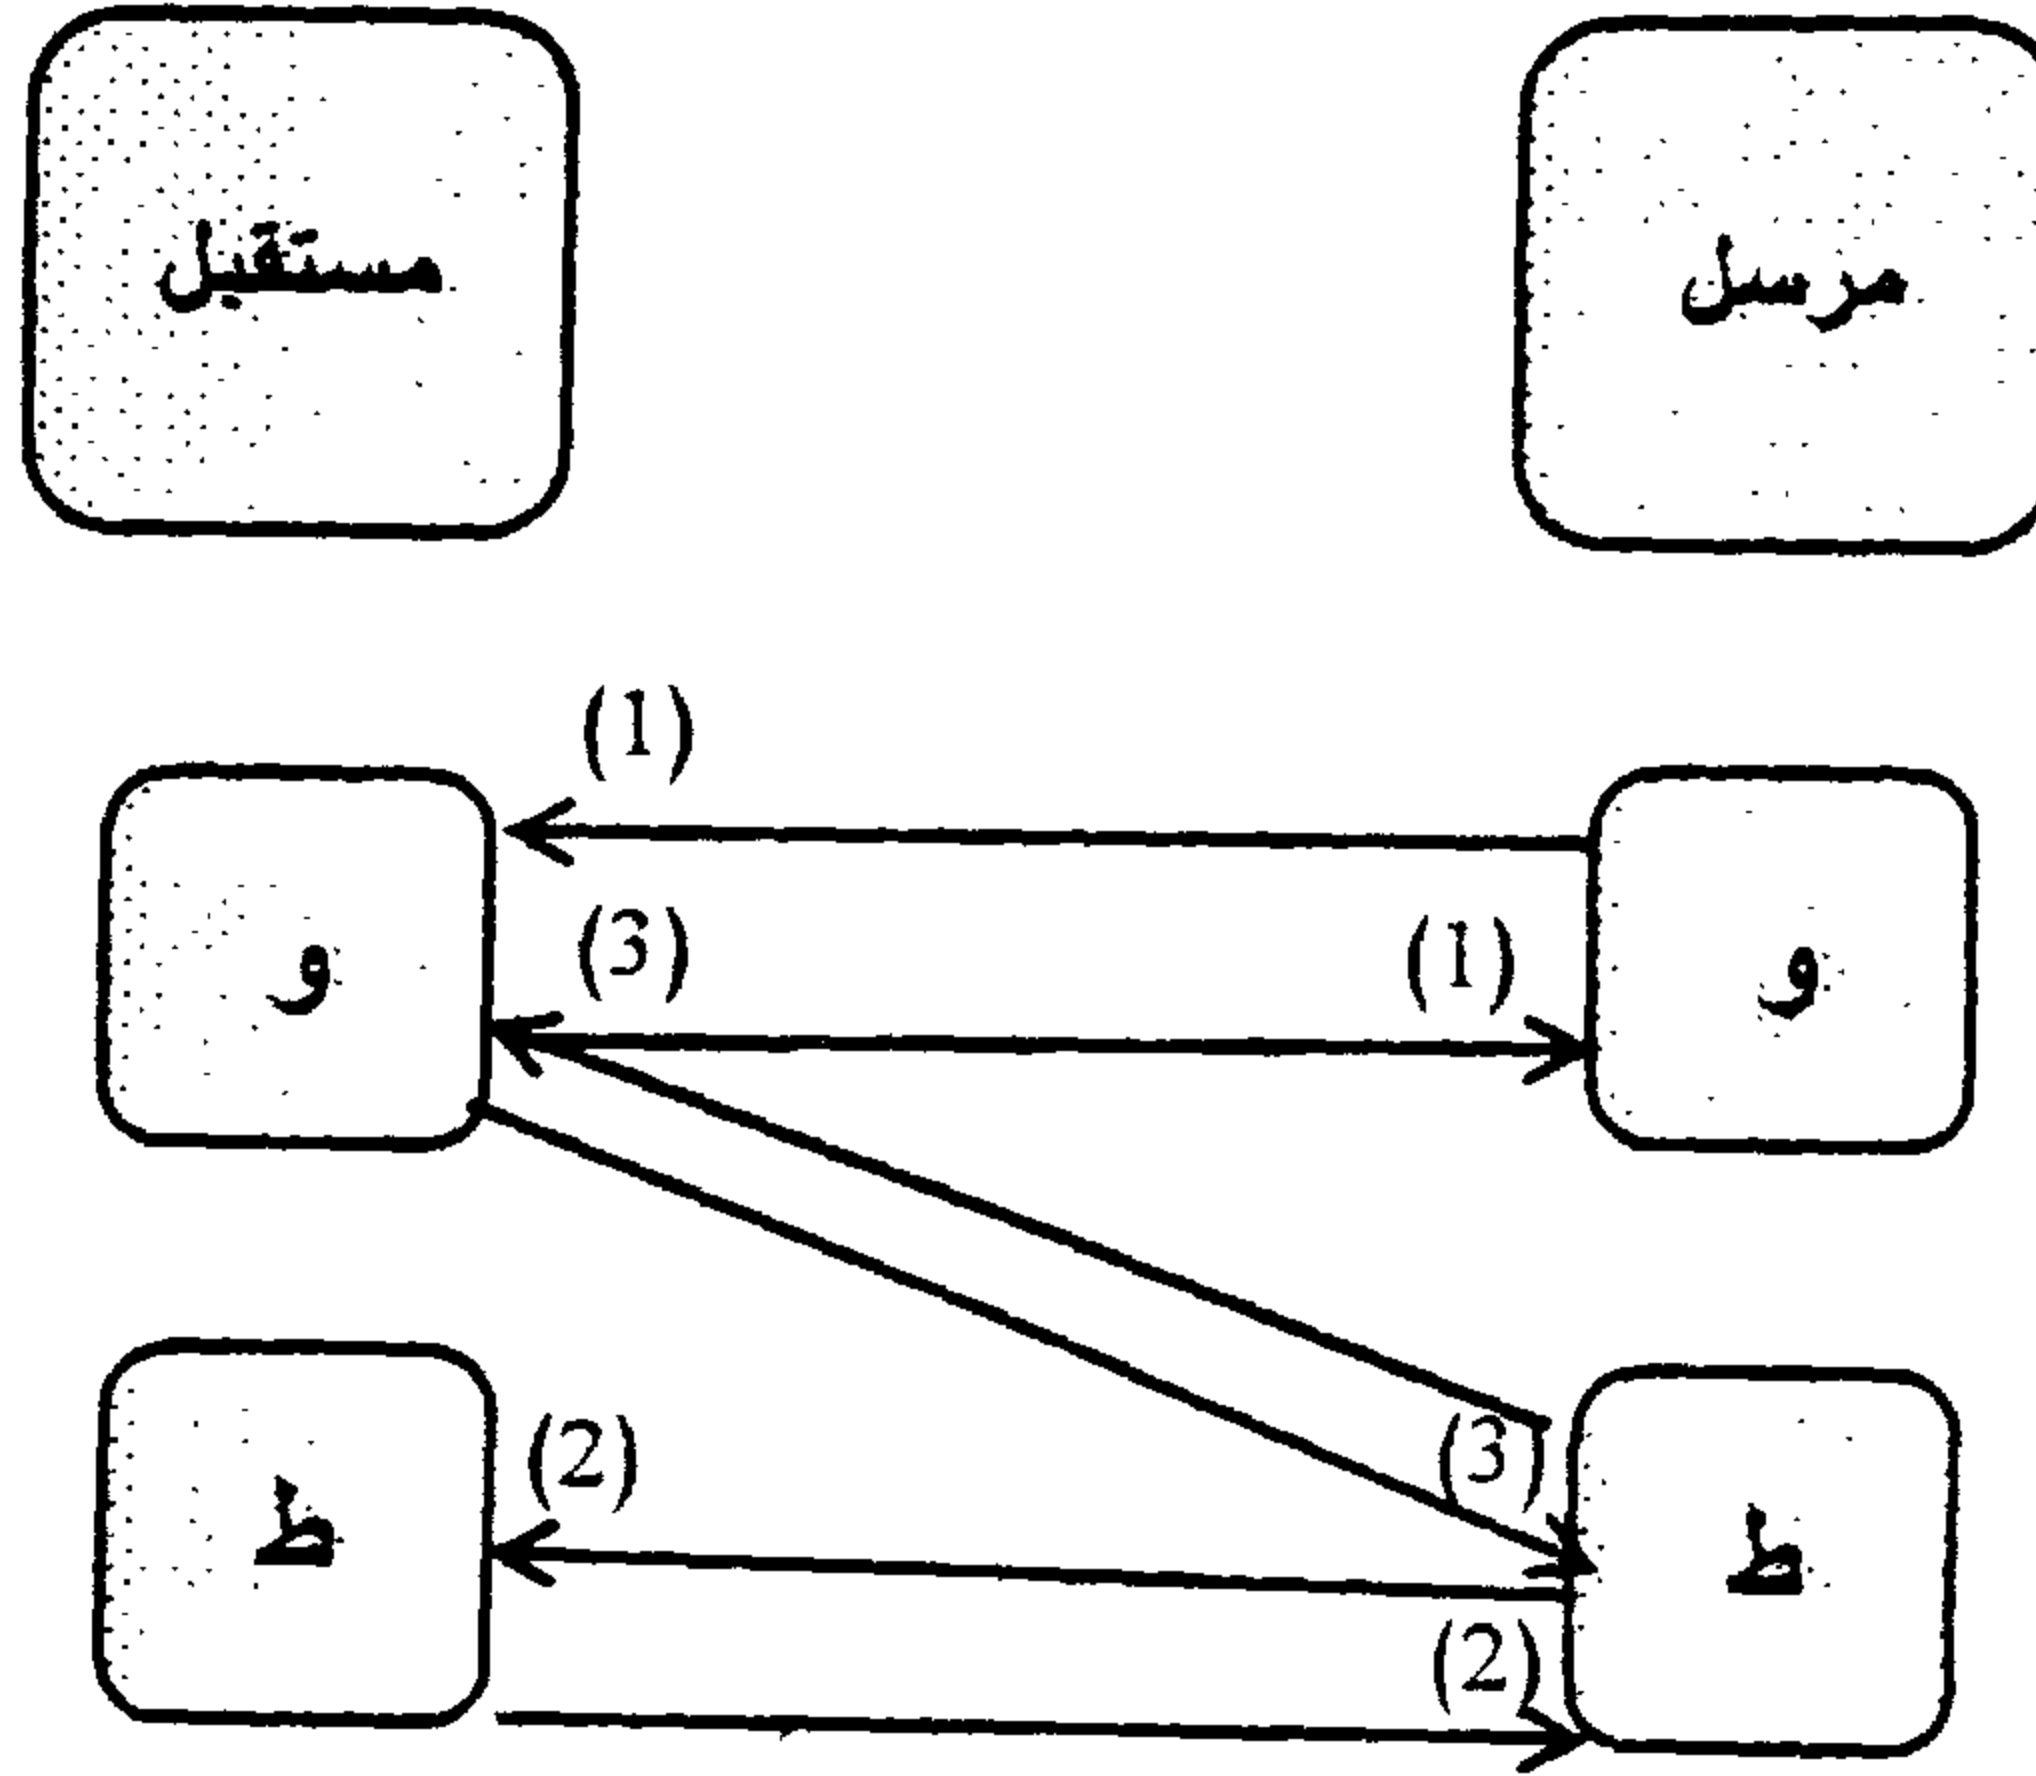 مرسل
مستقبل
(1)
(3)
(1)
و
و
(2)
(3)
ط
ط
(2)